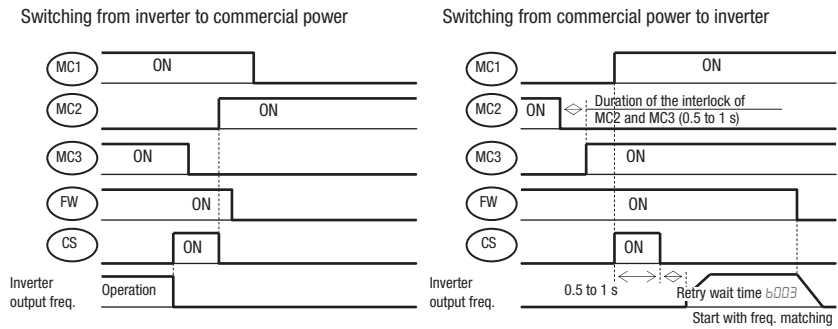 Switching from inverter to commercial power
MC1
ON
MC2
ON
MC3
ON
FW
ON
CS
ON
Inverter
output freq.
Operation
Switching from commercial power to inverter
MC1
ON
MC2
ON
Duration of the interlock of
MC2 and MC3 (0.5 to 1 s)
MC3
ON
FW
ON
CS
ON
Inverter
output freq.
0.5 to 1 s
Retry wait time b003
Start with freq. matching